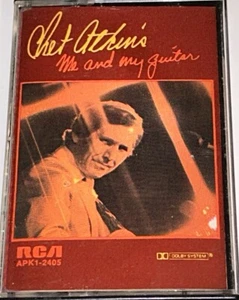 Chet Atkins
Me and my guitar
RCA
APK1-2405
DOLBY SYSTEM